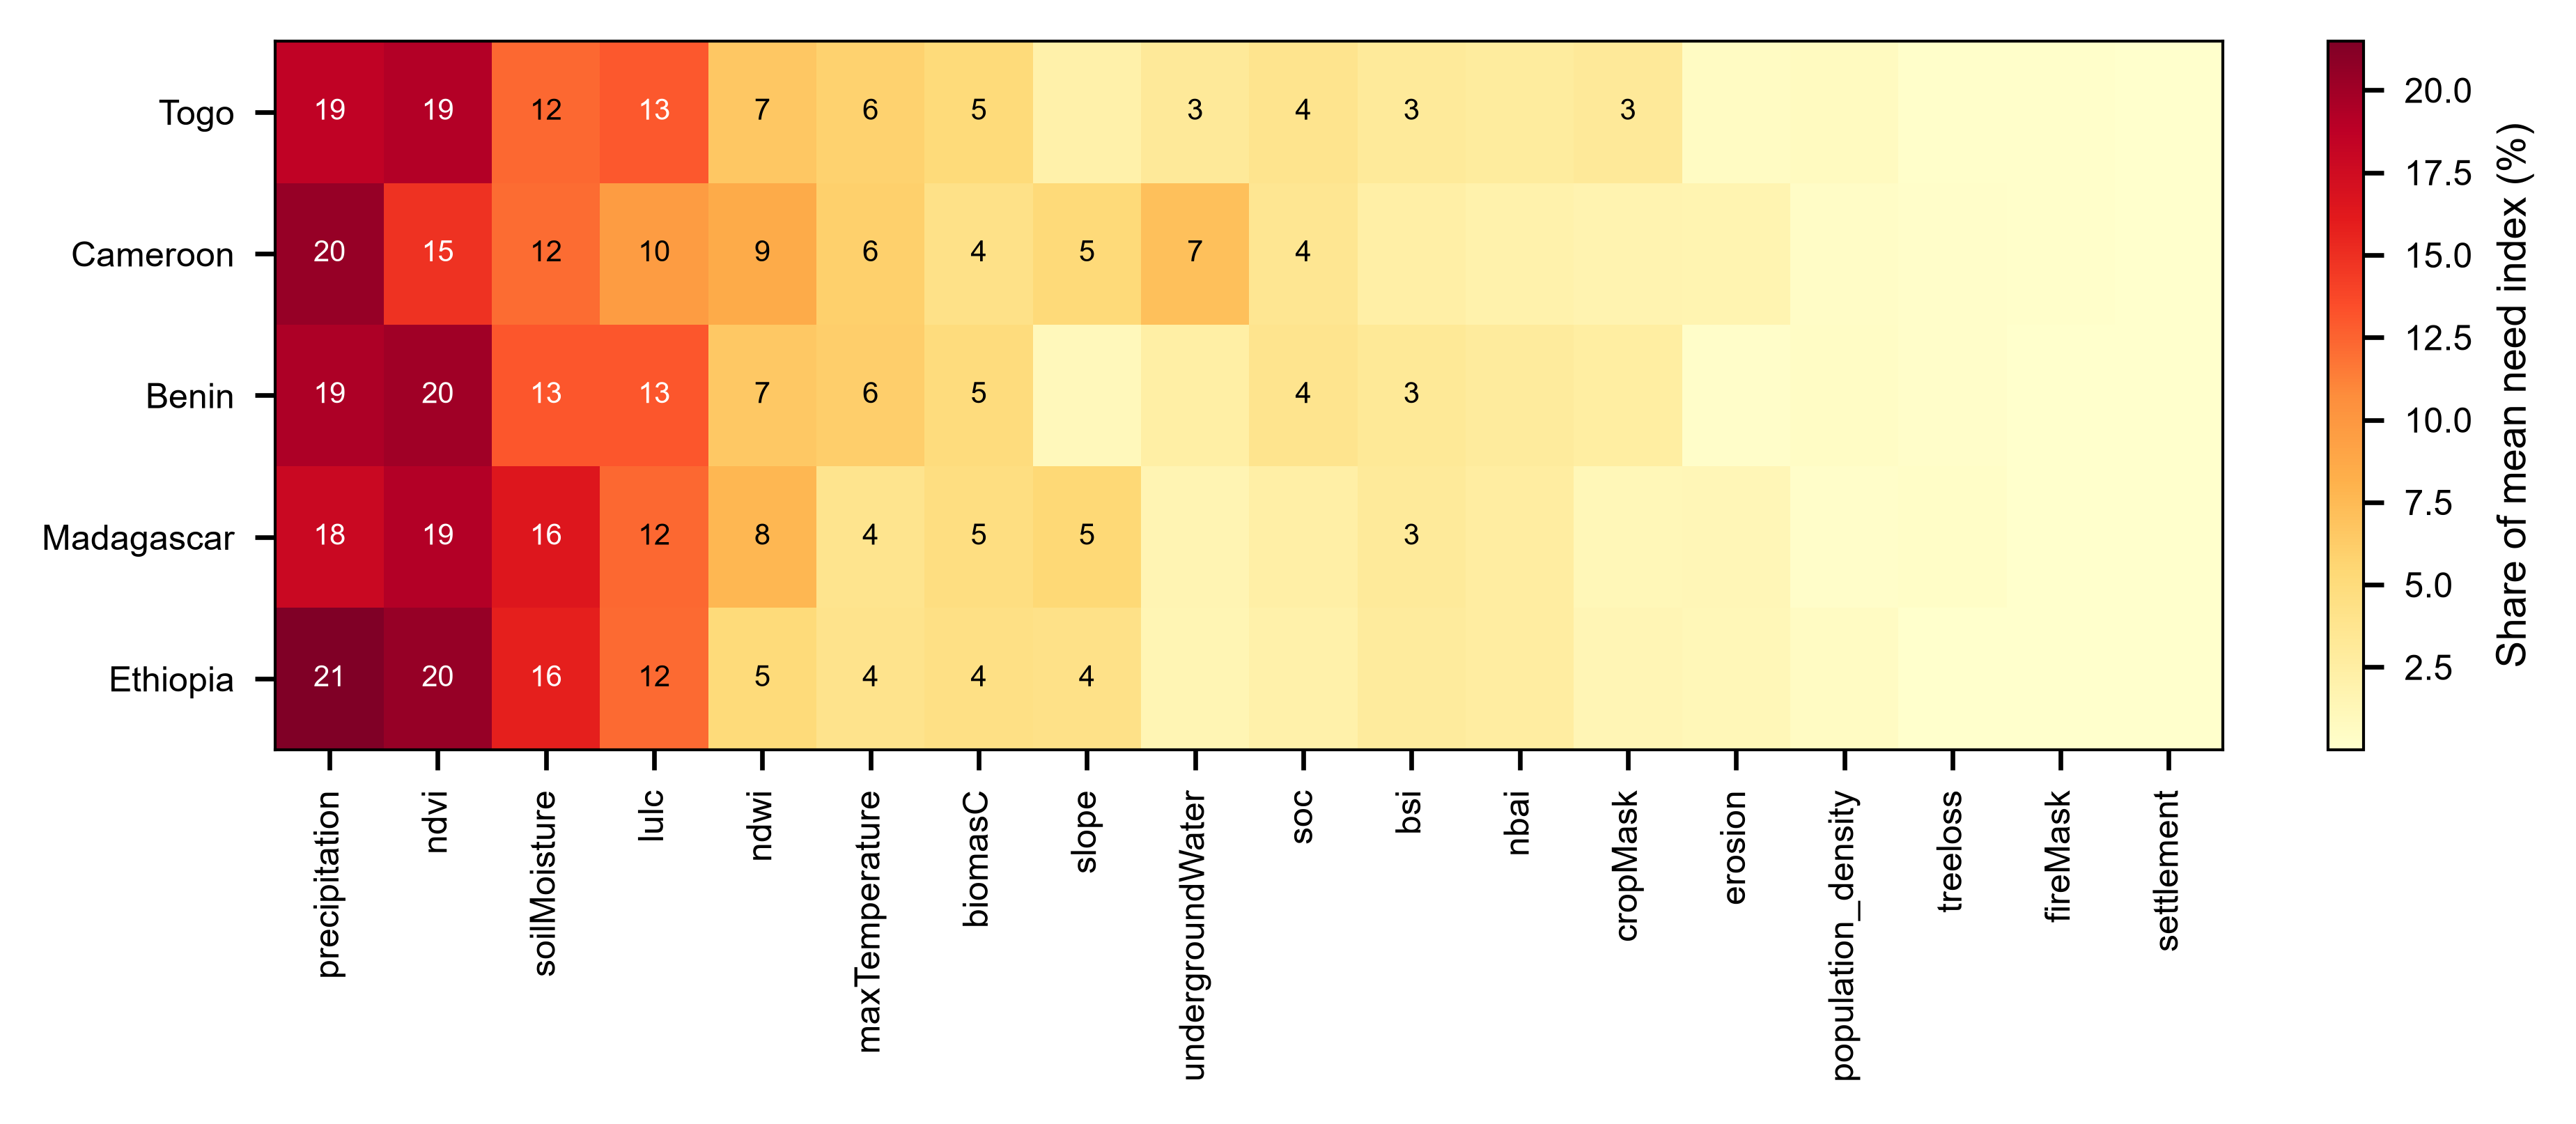 Togo 19 19 12 13 7 6 5 3 4 3 3
Cameroon 20 15 12 10 9 6 4 5 7 4
Benin 19 20 13 13 7 6 5 4 3
Madagascar 18 19 16 12 8 4 5 5 3
Ethiopia 21 20 16 12 5 4 4 4
precipitation
ndvi
soilMoisture
lulc
ndwi
maxTemperature
biomasC
slope
undergroundWater
soc
bsi
nbai
cropMask
erosion
population_density
treeloss
fireMask
settlement
20.0
17.5
15.0
12.5
10.0
7.5
5.0
2.5
Share of mean need index (%)